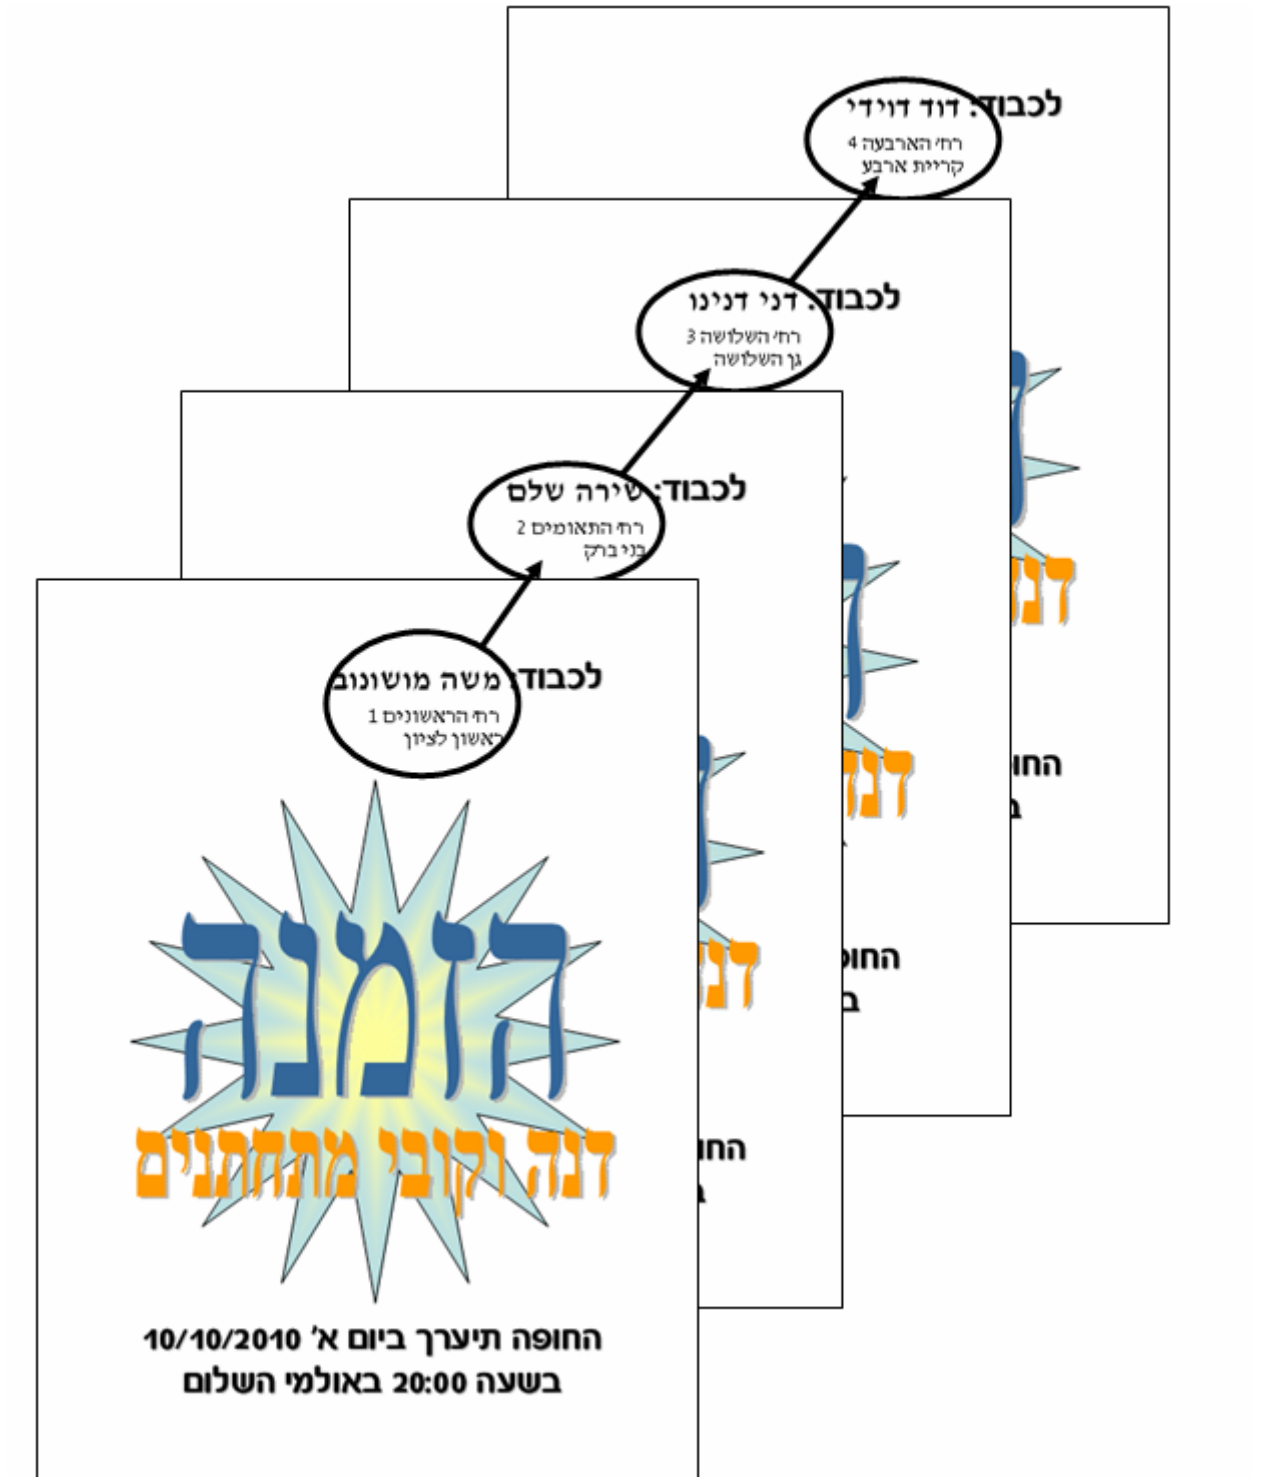 לכבוד: דוד דוידי
רח' הארבעה 4
קריית ארבע
לכבוד: דני דנינו
רח' השלושה 3
גן השלושה
לכבוד: שירה שלם
רח' התאומים 2
בני ברק
לכבוד: משה מושונוב
רח' הראשונים 1
ראשון לציון
הזמנה
דנה וקובי מתחתנים
החופה תיערך ביום א' 10/10/2010
בשעה 20:00 באולמי השלום